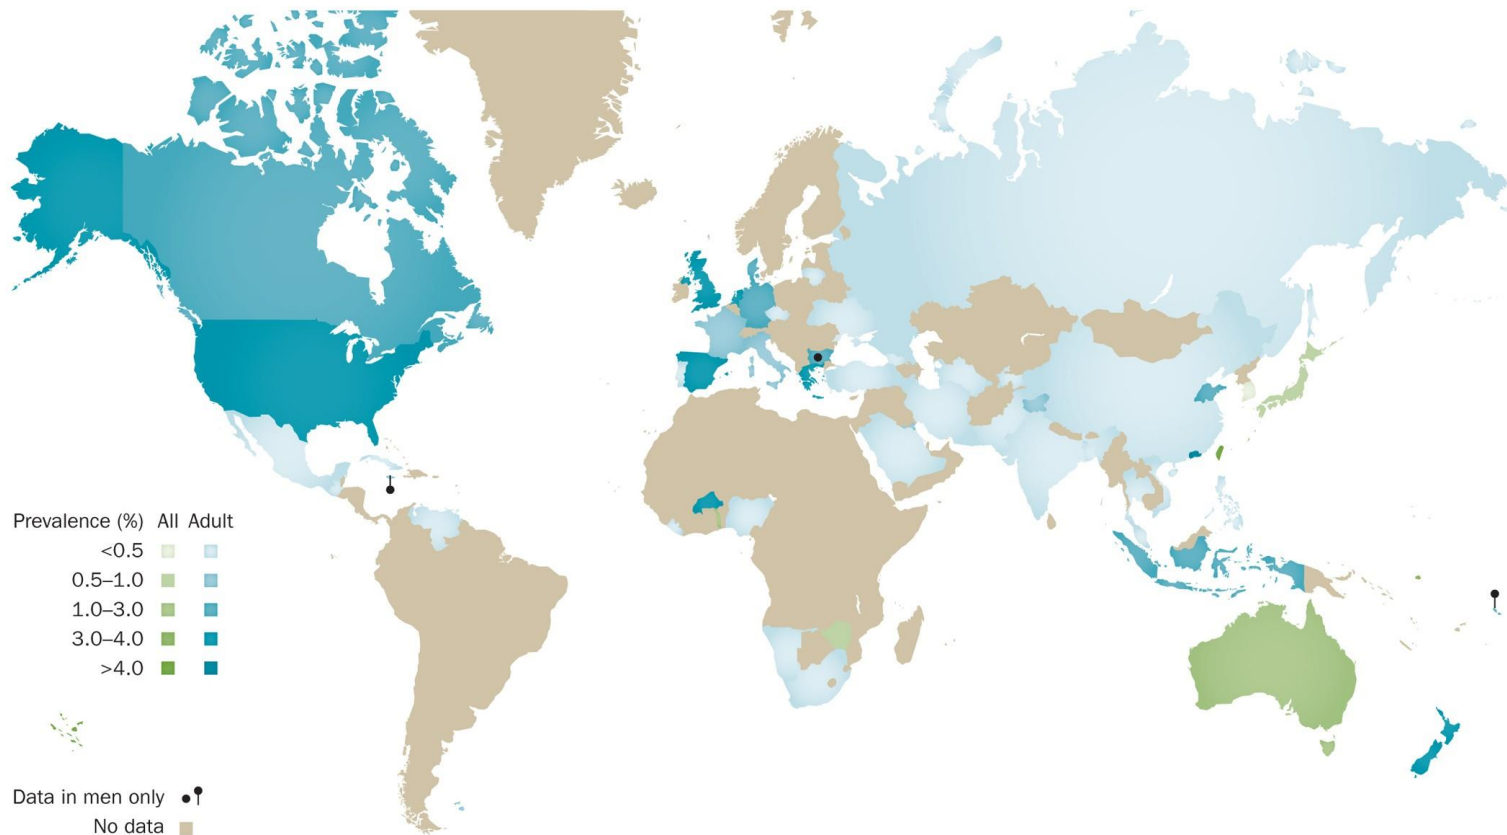 Prevalence (%) All Adult
<0.5
0.5–1.0
1.0–3.0
3.0–4.0
>4.0
Data in men only
No data